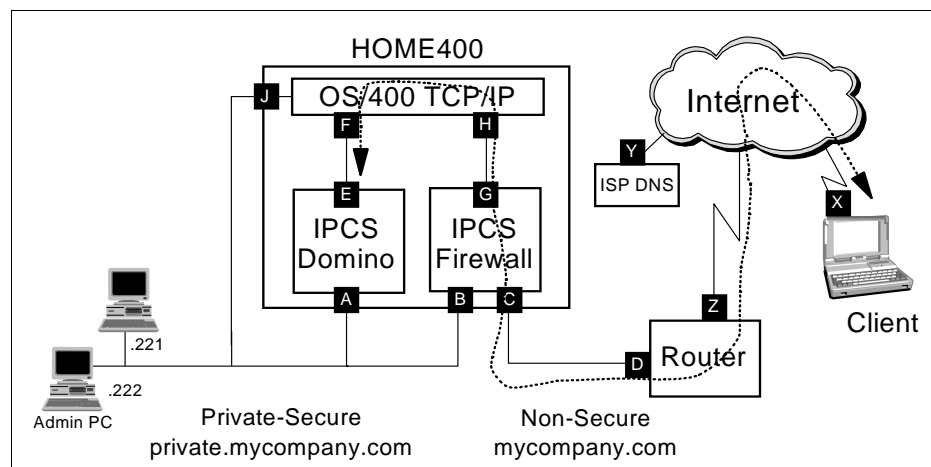 HOME400
J
OS/400 TCP/IP
F
H
Internet
Y
ISP DNS
E
G
X
IPCS
Domino
IPCS
Firewall
A
B
C
Z
Client
.221
D
Router
.222
Admin PC
Private-Secure
private.mycompany.com
Non-Secure
mycompany.com